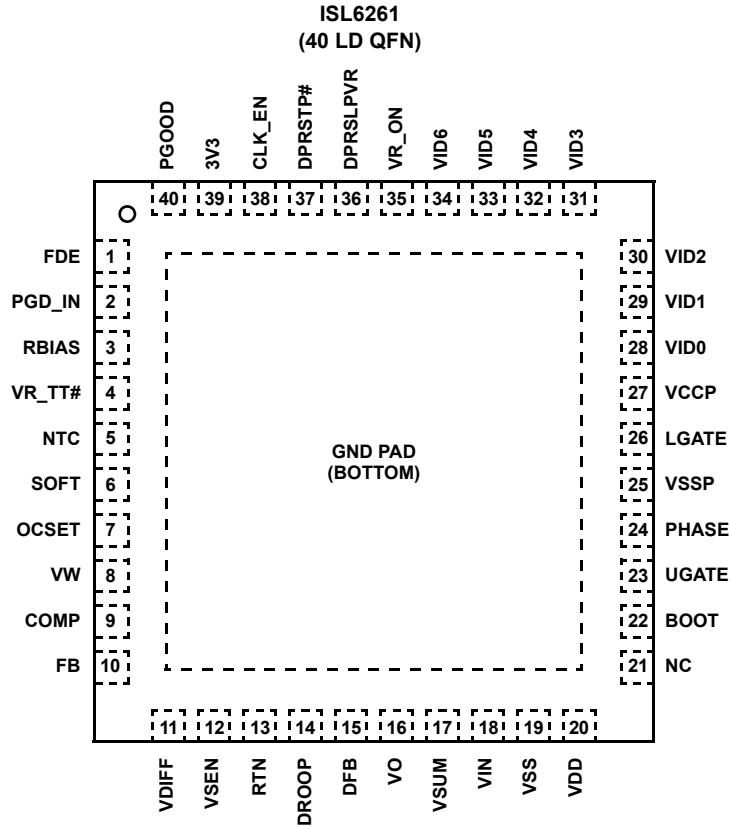 ISL6261
(40 LD QFN)
PGOOD
3V3
CLK_EN
DPRSTP#
DPRSLPVR
VR_ON
VID6
VID5
VID4
VID3
40 39 38 37 36 35 34 33 32 31
FDE 1
PGD_IN 2
RBIAS 3
VR_TT# 4
NTC 5
SOFT 6
OCSET 7
VW 8
COMP 9
FB 10
GND PAD
(BOTTOM)
30 VID2
29 VID1
28 VID0
27 VCCP
26 LGATE
25 VSSP
24 PHASE
23 UGATE
22 BOOT
21 NC
11 12 13 14 15 16 17 18 19 20
VDIFF
VSEN
RTN
DROOP
DFB
VO
VSUM
VIN
VSS
VDD